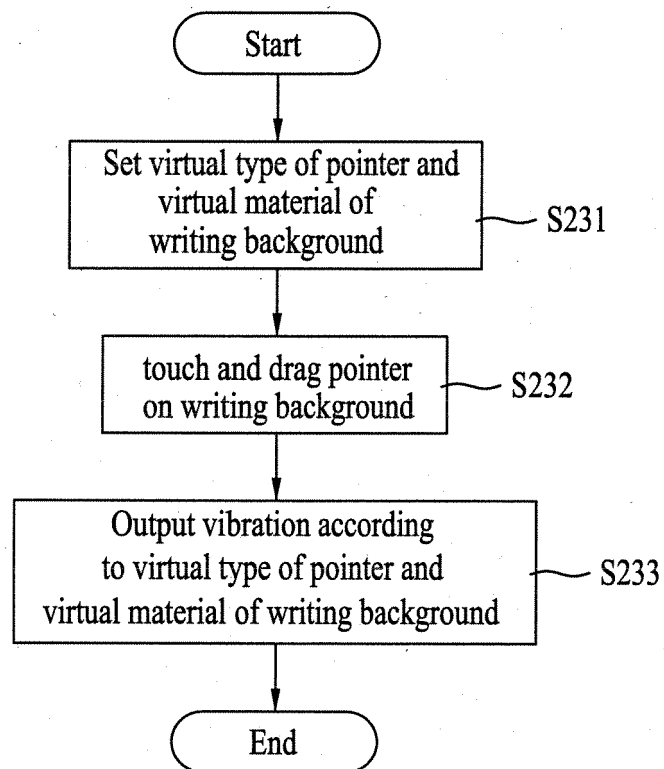 Start
Set virtual type of pointer and
virtual material of
writing background
S231
touch and drag pointer
on writing background
S232
Output vibration according
to virtual type of pointer and
virtual material of writing background
S233
End